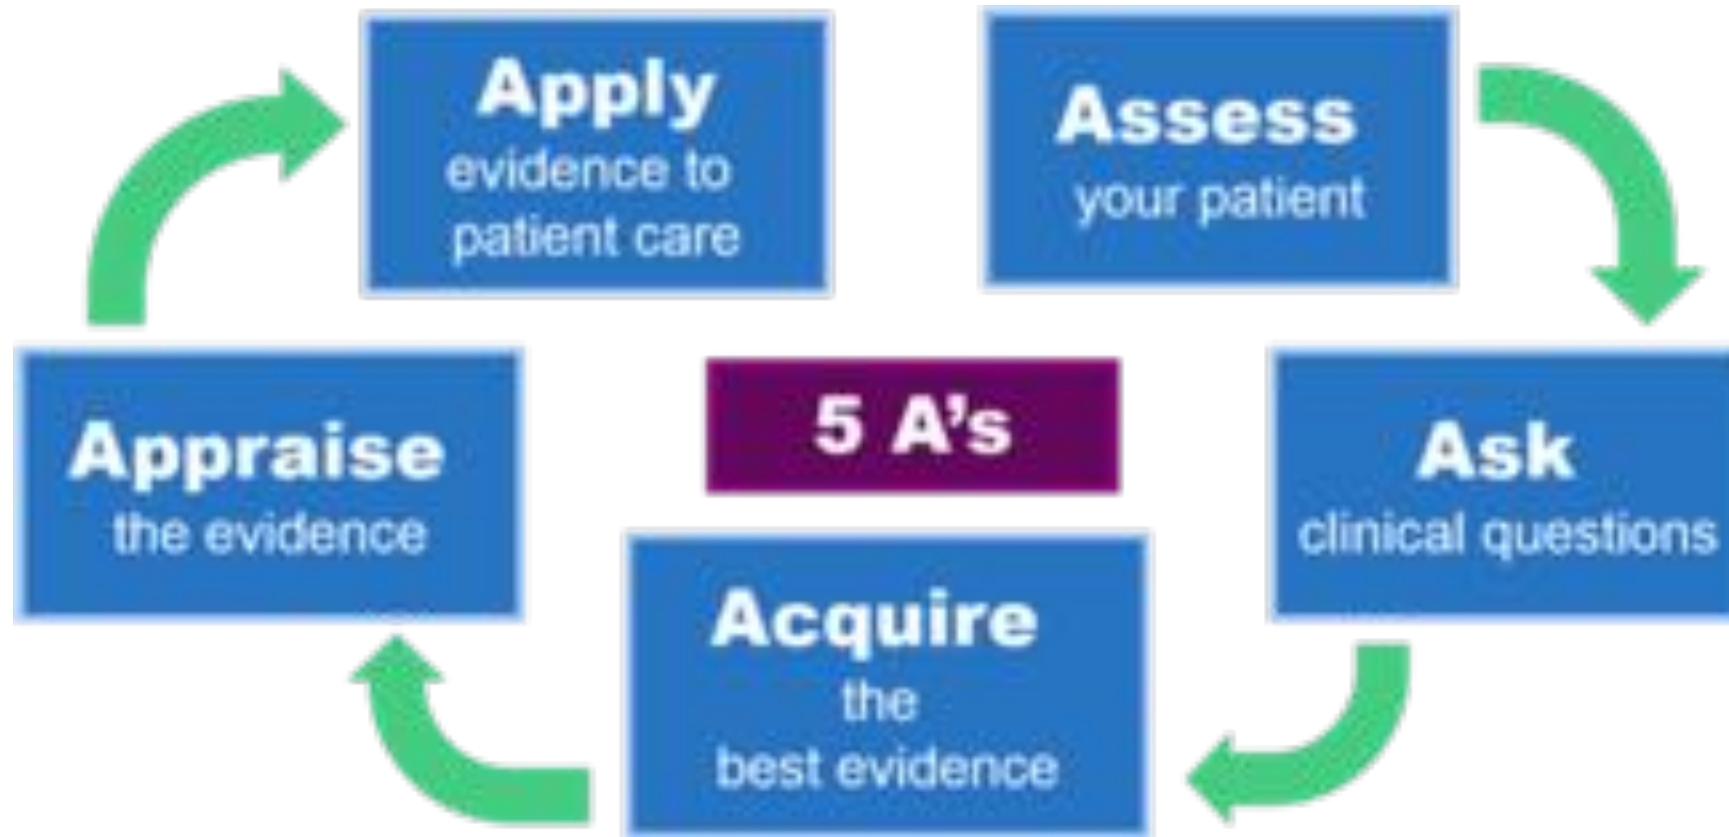 Apply
evidence to
patient care
Assess
your patient
Appraise
the evidence
5 A's
Ask
clinical questions
Acquire
the
best evidence